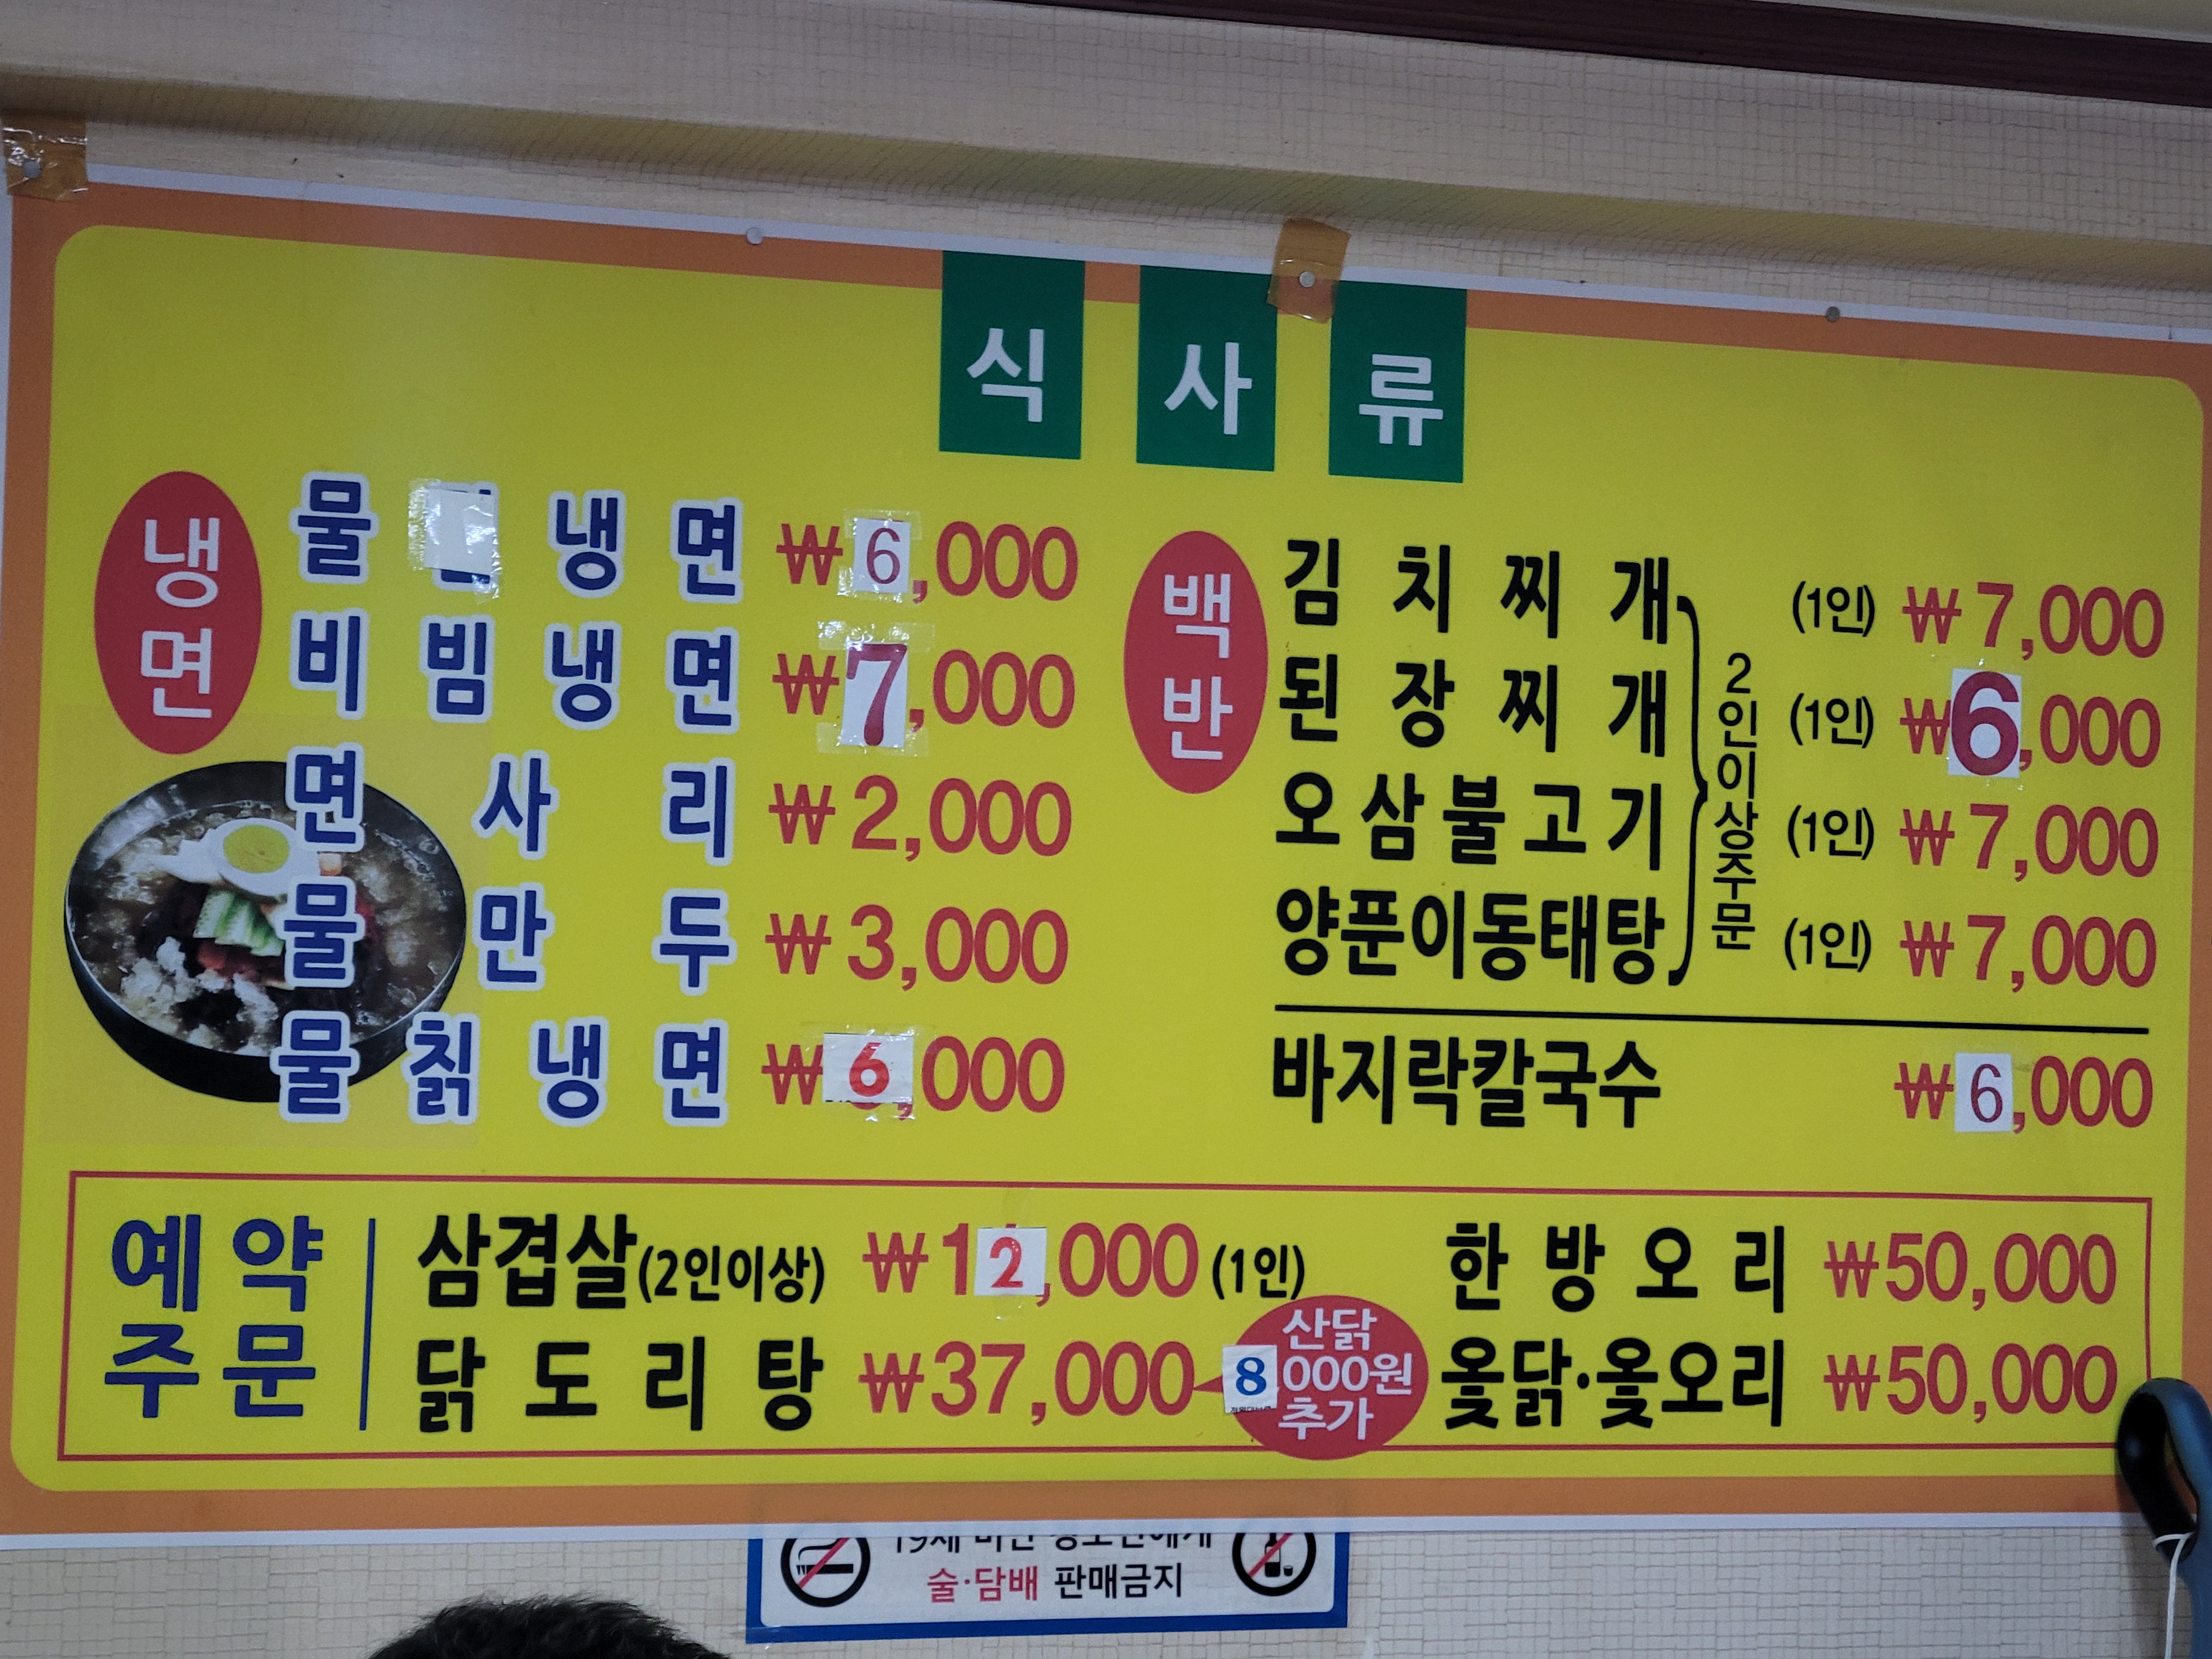 식사류
냉면
물 냉면 ₩6,000
비빔냉면 ₩7,000
면사리 ₩2,000
물만두 ₩3,000
물칡냉면 ₩6,000
백반
김치찌개 (1인) ₩7,000
된장찌개 (1인) ₩6,000
오삼불고기 (1인) ₩7,000
양푼이동태탕 (1인) ₩7,000
2인이상주문
바지락칼국수 ₩6,000
예약
주문
삼겹살(2인이상) ₩12,000(1인)
닭도리탕 ₩37,000
산닭
8000원
추가
한방오리 ₩50,000
옻닭·옻오리 ₩50,000
술·담배 판매금지